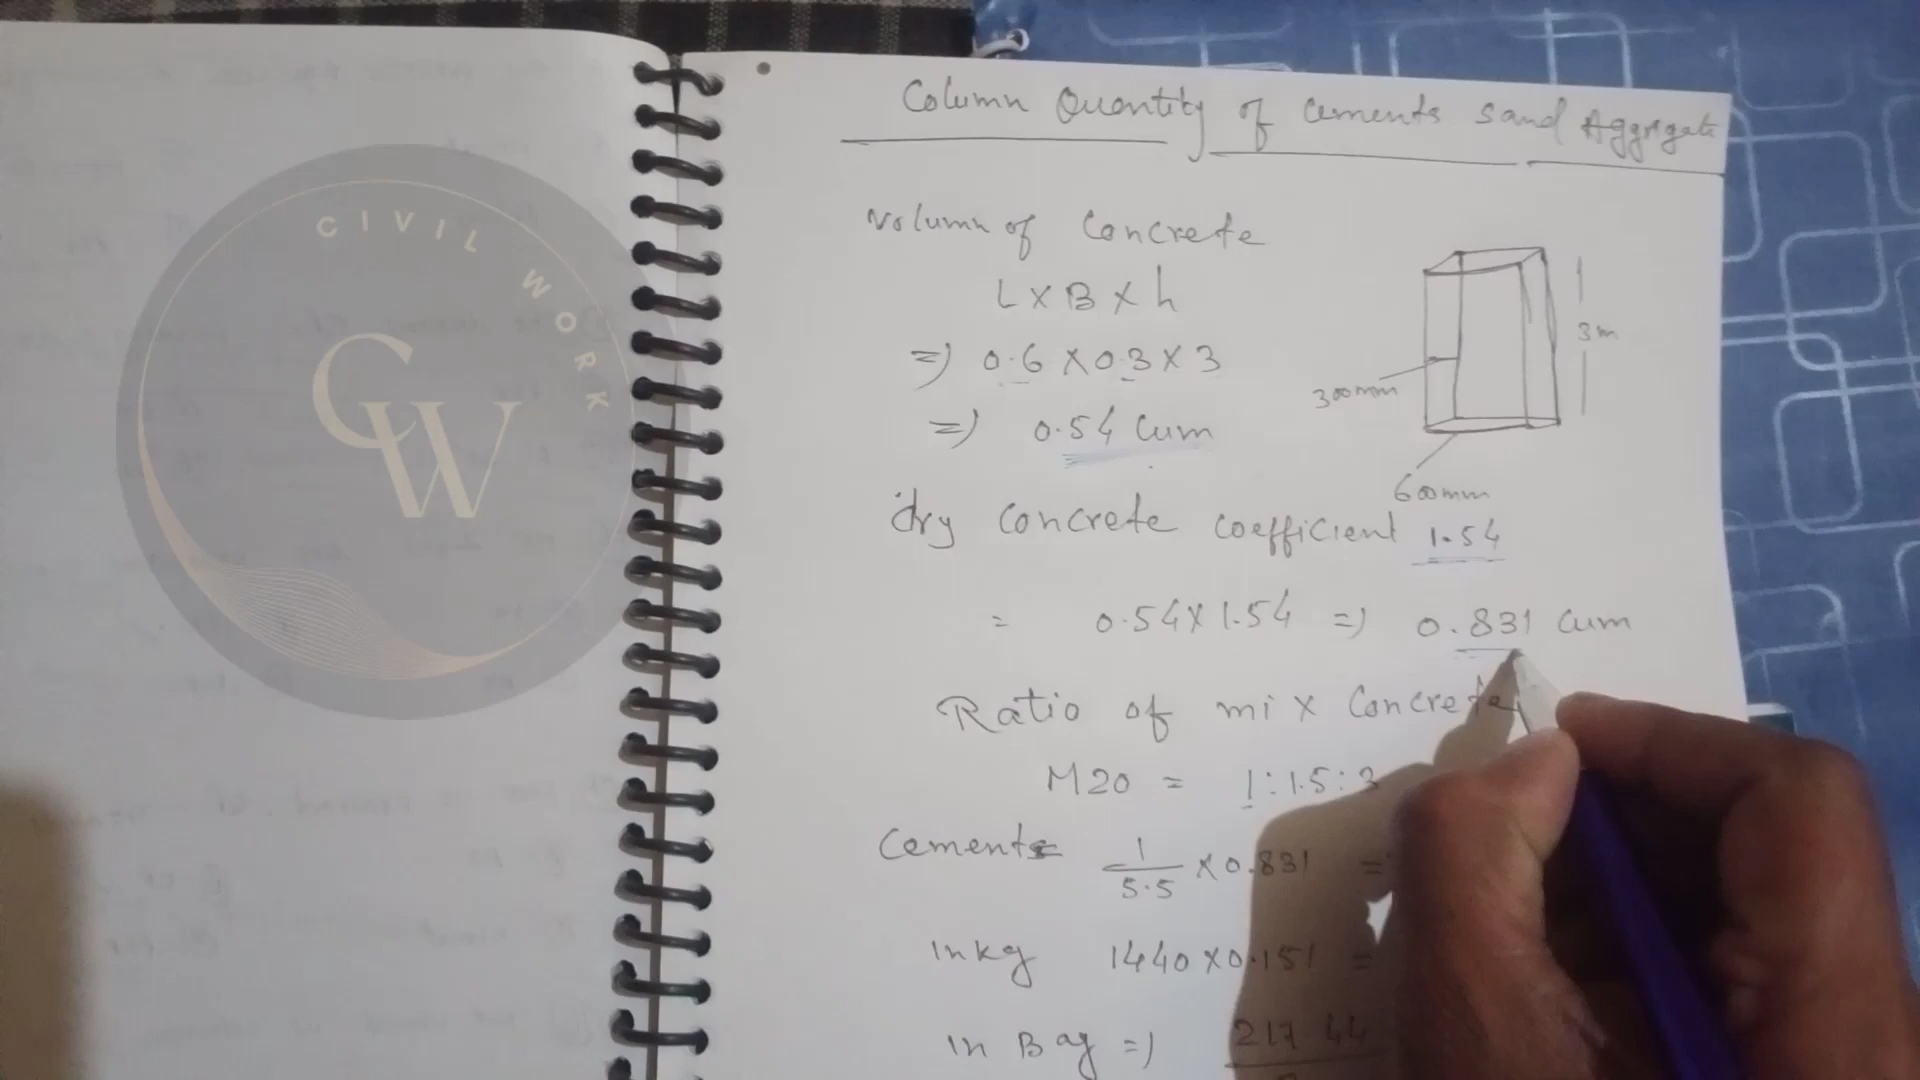 CIVIL WORK
CW
Column Quantity of Cements Sand Aggregate
Volumn of Concrete
L X B X h
=) 0.6 X 0.3 X 3
=) 0.54 Cum
3m
300mm
600mm
dry Concrete Coefficient 1.54
= 0.54 X 1.54 =) 0.831 Cum
Ratio of mix Concrete
M20 = 1:1.5:3
Cements 1/5.5 X 0.831 =
In kg 1440 X 0.151 =
In Bag =) 217.44